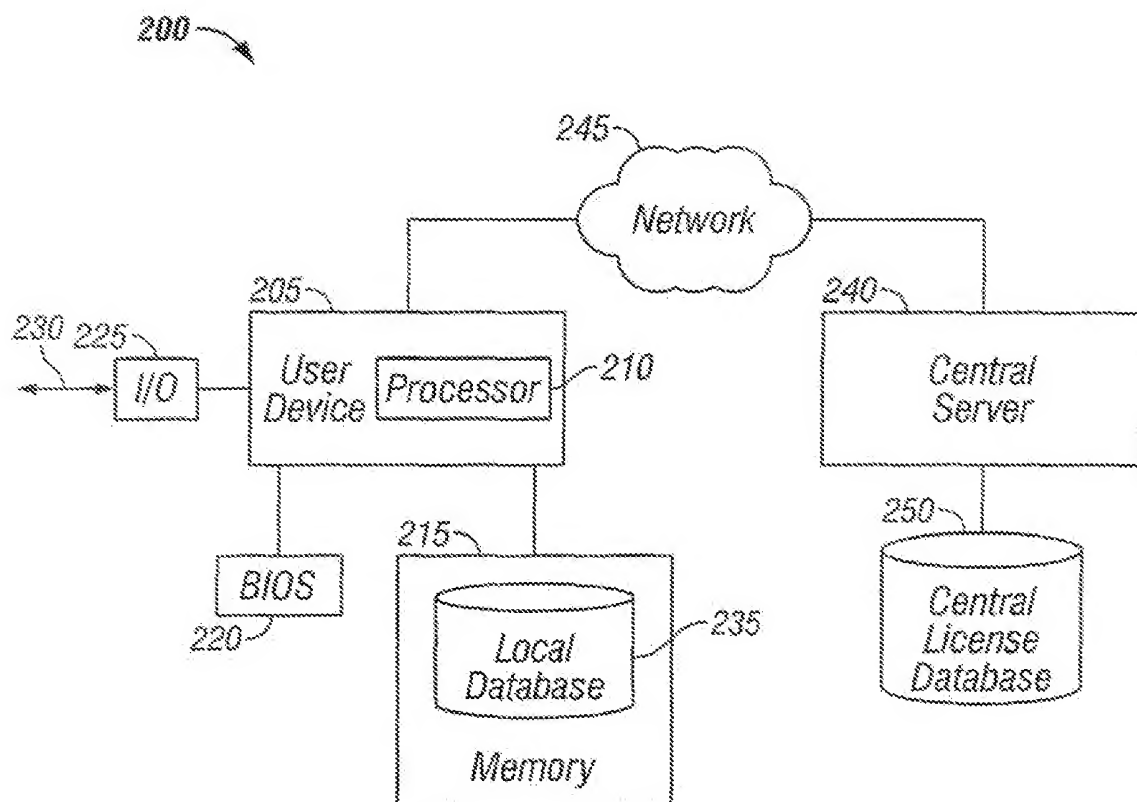 200
245
Network
205
240
230
225
I/O
User
Device
Processor
210
Central
Server
215
250
BIOS
220
Local
Database
235
Central
License
Database
Memory